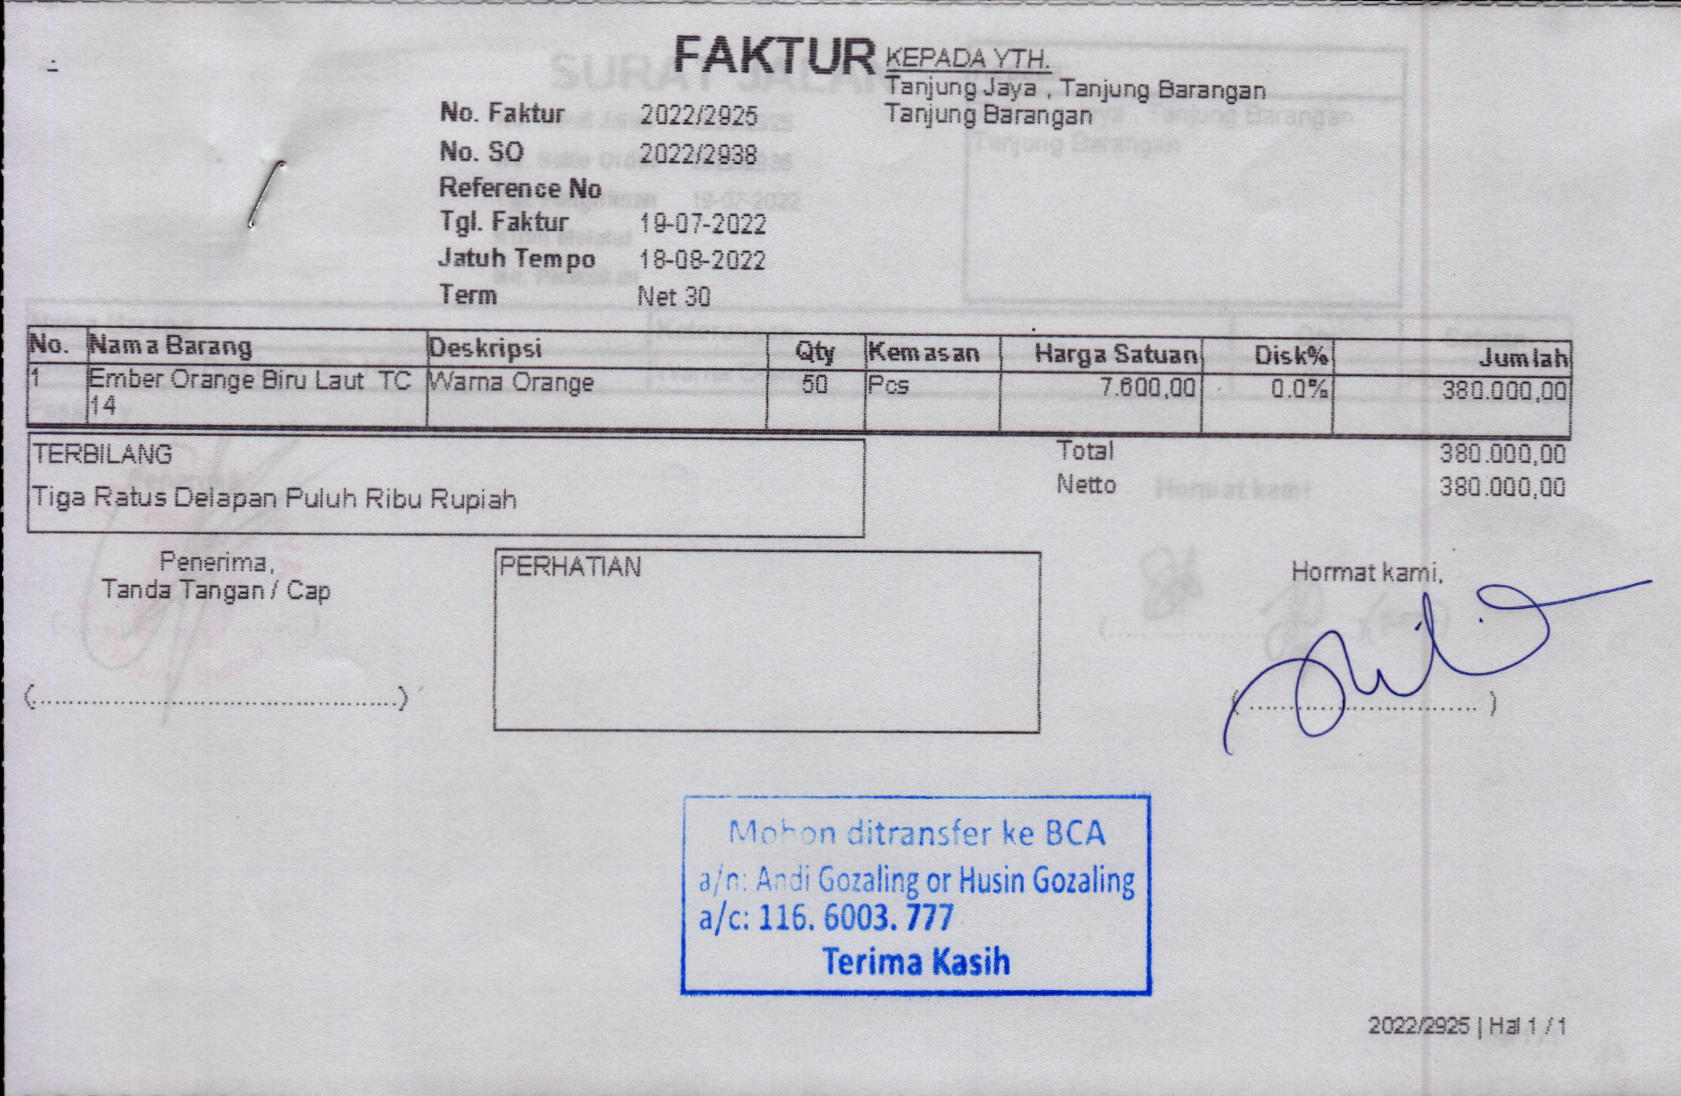 FAKTUR
KEPADA YTH.
Tanjung Jaya , Tanjung Barangan
Tanjung Barangan
No. Faktur 2022/2925
No. SO 2022/2938
Reference No
Tgl. Faktur 19-07-2022
Jatuh Tempo 18-08-2022
Term Net 30
No. Nama Barang Deskripsi Qty Kemasan Harga Satuan Disk% Jumlah
1 Ember Orange Biru Laut TC 14 Warna Orange 50 Pcs 7.600,00 0.0% 380.000,00
TERBILANG
Tiga Ratus Delapan Puluh Ribu Rupiah
Total 380.000,00
Netto 380.000,00
Penerima,
Tanda Tangan / Cap
(................................................)
PERHATIAN
Hormat kami,
(............................... )
Mohon ditransfer ke BCA
a/n: Andi Gozaling or Husin Gozaling
a/c: 116. 6003. 777
Terima Kasih
2022/2925 | Hal 1 / 1